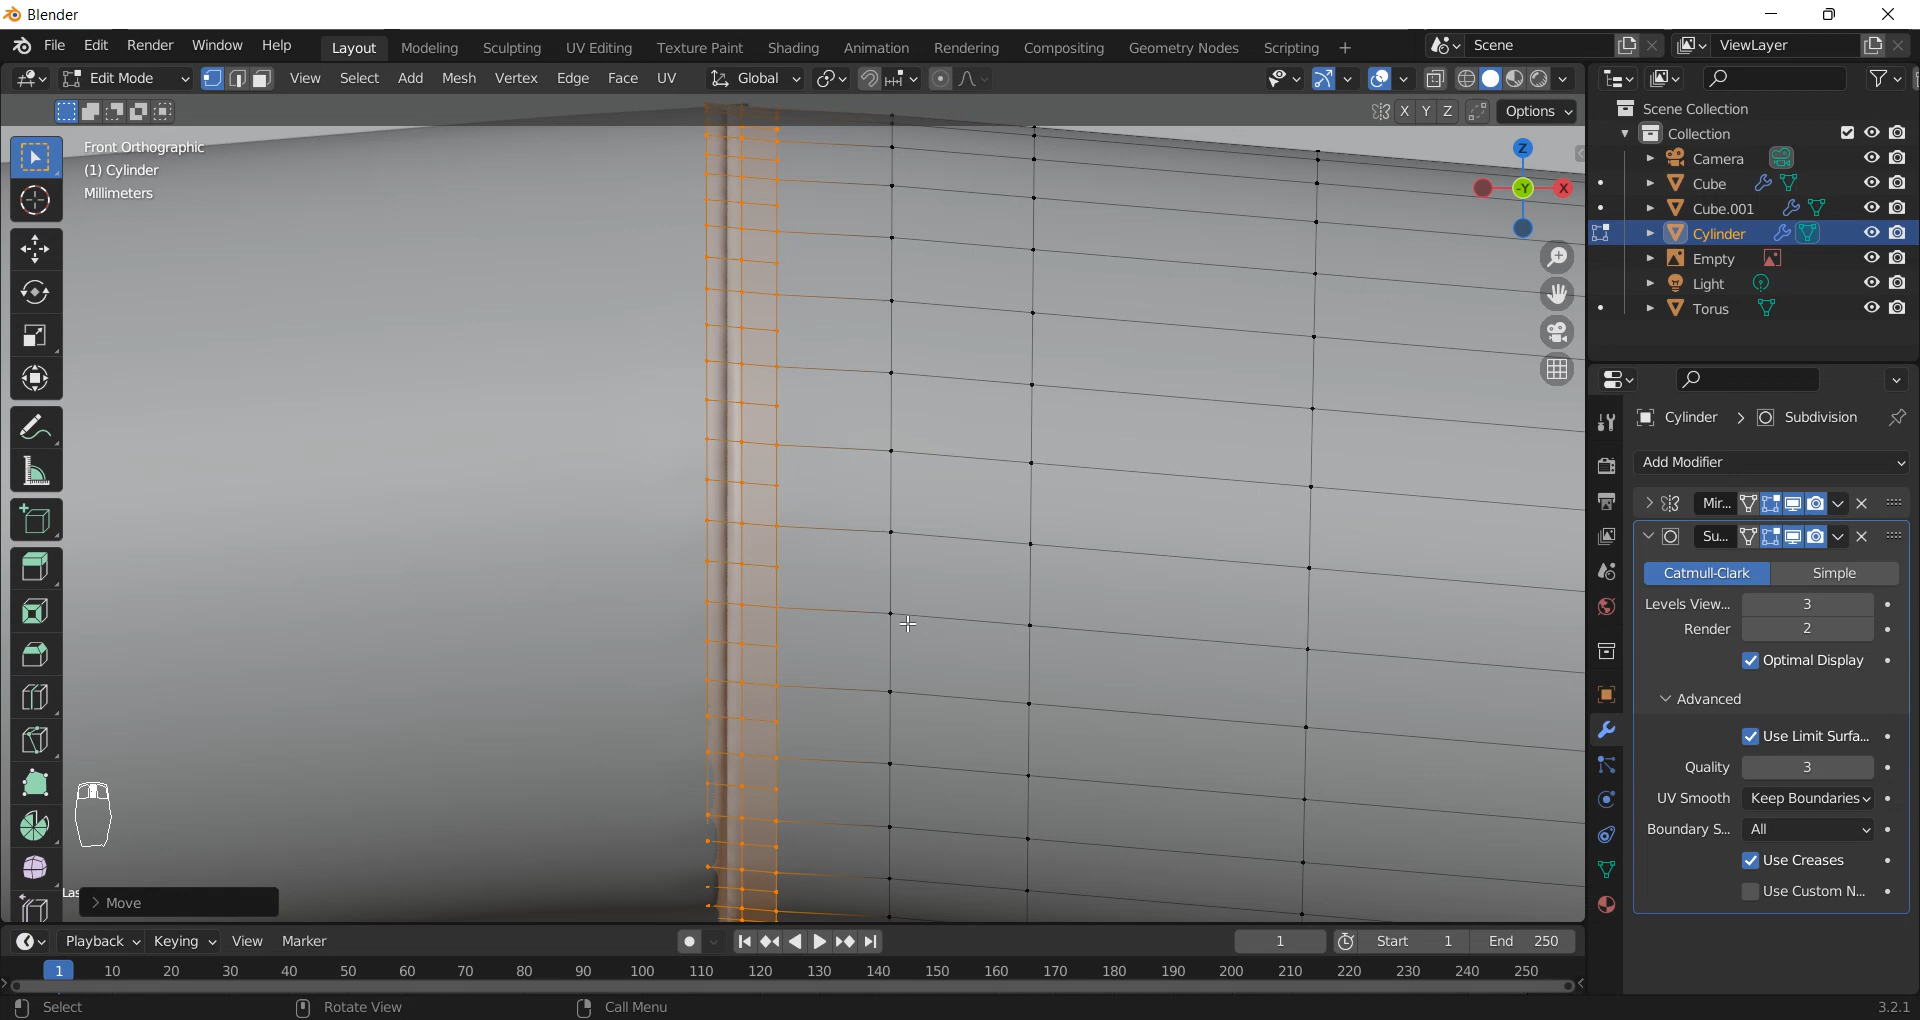 Blender
File Edit Render Window Help Layout Modeling Sculpting UV Editing Texture Paint Shading Animation Rendering Compositing Geometry Nodes Scripting + Scene ViewLayer
Edit Mode View Select Add Mesh Vertex Edge Face UV Global
X Y Z Options
Front Orthographic
(1) Cylinder
Millimeters
Z
-Y X
Scene Collection
Collection
Camera
Cube
Cube.001
Cylinder
Empty
Light
Torus
Cylinder > Subdivision
Add Modifier
Mir...
Su...
Catmull-Clark Simple
Levels View... 3
Render 2
Optimal Display
Advanced
Use Limit Surfa...
Quality 3
UV Smooth Keep Boundaries
Boundary S... All
Use Creases
Use Custom N...
Las
> Move
Playback Keying View Marker 1 Start 1 End 250
1 10 20 30 40 50 60 70 80 90 100 110 120 130 140 150 160 170 180 190 200 210 220 230 240 250
Select Rotate View Call Menu 3.2.1